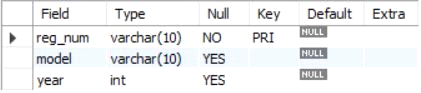 Field Type Null Key Default Extra
reg_num varchar(10) NO PRI NULL
model varchar(10) YES NULL
year int YES NULL